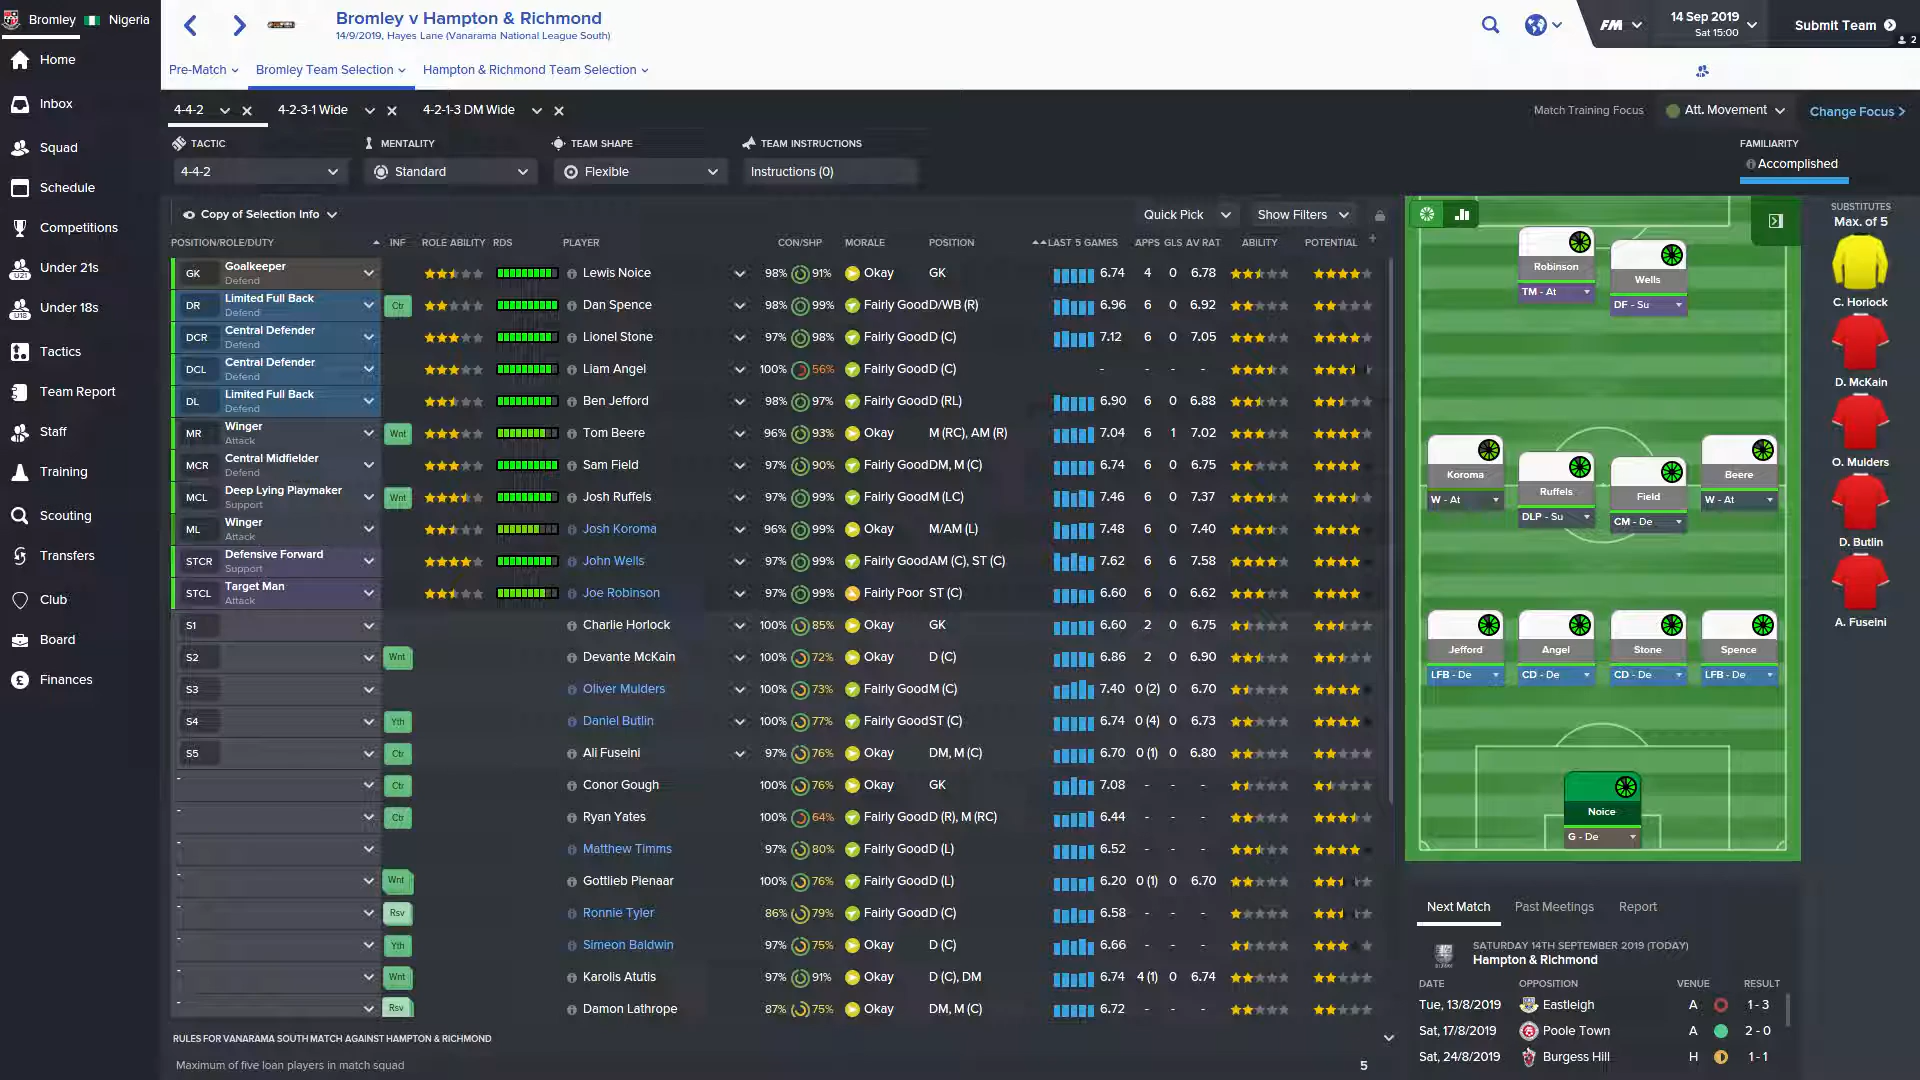 Bromley Nigeria
Bromley v Hampton & Richmond
14/9/2019, Hayes Lane (Vanarama National League South)
FM
14 Sep 2019
Sat 15:00
Submit Team
2
Home
Inbox
Squad
Schedule
Competitions
Under 21s
Under 18s
Tactics
Team Report
Staff
Training
Scouting
Transfers
Club
Board
Finances
Pre-Match Bromley Team Selection Hampton & Richmond Team Selection
4-4-2 4-2-3-1 Wide 4-2-1-3 DM Wide
Match Training Focus Att. Movement Change Focus >
TACTIC MENTALITY TEAM SHAPE TEAM INSTRUCTIONS
4-4-2 Standard Flexible Instructions (0)
FAMILIARITY
Accomplished
Copy of Selection Info Quick Pick Show Filters
POSITION/ROLE/DUTY INF ROLE ABILITY RDS PLAYER CON/SHP MORALE POSITION LAST 5 GAMES APPS GLS AV RAT ABILITY POTENTIAL +
GK Goalkeeper Defend Lewis Noice 98% 91% Okay GK 6.74 4 0 6.78
DR Limited Full Back Defend Ctr Dan Spence 98% 99% Fairly Good D/WB (R) 6.96 6 0 6.92
DCR Central Defender Defend Lionel Stone 97% 98% Fairly Good D (C) 7.12 6 0 7.05
DCL Central Defender Defend Liam Angel 100% 56% Fairly Good D (C) - - - -
DL Limited Full Back Defend Ben Jefford 98% 97% Fairly Good D (RL) 6.90 6 0 6.88
MR Winger Attack Wnt Tom Beere 96% 93% Okay M (RC), AM (R) 7.04 6 1 7.02
MCR Central Midfielder Defend Sam Field 97% 90% Fairly Good DM, M (C) 6.74 6 0 6.75
MCL Deep Lying Playmaker Support Wnt Josh Ruffels 97% 99% Fairly Good M (LC) 7.46 6 0 7.37
ML Winger Attack Josh Koroma 96% 99% Okay M/AM (L) 7.48 6 0 7.40
STCR Defensive Forward Support John Wells 97% 99% Fairly Good AM (C), ST (C) 7.62 6 6 7.58
STCL Target Man Attack Joe Robinson 97% 99% Fairly Poor ST (C) 6.60 6 0 6.62
S1 Charlie Horlock 100% 85% Okay GK 6.60 2 0 6.75
S2 Wnt Devante McKain 100% 72% Okay D (C) 6.86 2 0 6.90
S3 Oliver Mulders 100% 73% Fairly Good M (C) 7.40 0 (2) 0 6.70
S4 Yth Daniel Butlin 100% 77% Fairly Good ST (C) 6.74 0 (4) 0 6.73
S5 Ctr Ali Fuseini 97% 76% Okay DM, M (C) 6.70 0 (1) 0 6.80
- Ctr Conor Gough 100% 76% Okay GK 7.08 - - -
- Ctr Ryan Yates 100% 64% Fairly Good D (R), M (RC) 6.44 - - -
- Matthew Timms 97% 80% Fairly Good D (L) 6.52 - - -
- Wnt Gottlieb Pienaar 100% 76% Fairly Good D (L) 6.20 0 (1) 0 6.70
- Rsv Ronnie Tyler 86% 79% Fairly Good D (C) 6.58 - - -
- Yth Simeon Baldwin 97% 75% Okay D (C) 6.66 - - -
- Wnt Karolis Atutis 97% 91% Okay D (C), DM 6.74 4 (1) 0 6.74
- Rsv Damon Lathrope 87% 75% Okay DM, M (C) 6.72 - - -
RULES FOR VANARAMA SOUTH MATCH AGAINST HAMPTON & RICHMOND
Maximum of five loan players in match squad 5
Robinson
TM - At
Wells
DF - Su
Koroma
W - At
Ruffels
DLP - Su
Field
CM - De
Beere
W - At
Jefford
LFB - De
Angel
CD - De
Stone
CD - De
Spence
LFB - De
Noice
G - De
SUBSTITUTES
Max. of 5
C. Horlock
D. McKain
O. Mulders
D. Butlin
A. Fuseini
Next Match Past Meetings Report
SATURDAY 14TH SEPTEMBER 2019 (TODAY)
Hampton & Richmond
DATE OPPOSITION VENUE RESULT
Tue, 13/8/2019 Eastleigh A 1 - 3
Sat, 17/8/2019 Poole Town A 2 - 0
Sat, 24/8/2019 Burgess Hill H 1 - 1